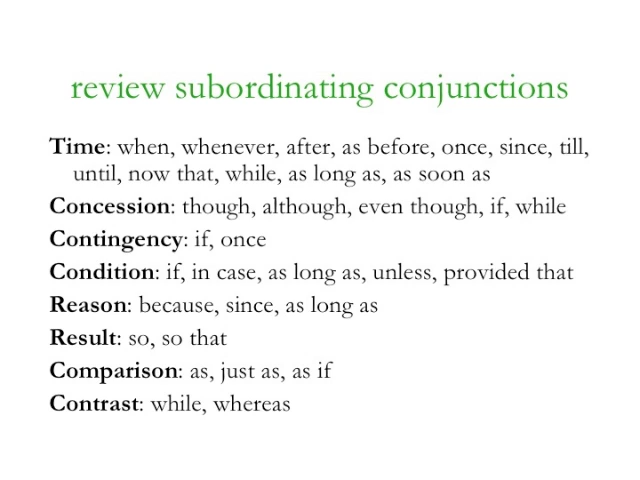 review subordinating conjunctions
Time: when, whenever, after, as before, once, since, till,
until, now that, while, as long as, as soon as
Concession: though, although, even though, if, while
Contingency: if, once
Condition: if, in case, as long as, unless, provided that
Reason: because, since, as long as
Result: so, so that
Comparison: as, just as, as if
Contrast: while, whereas